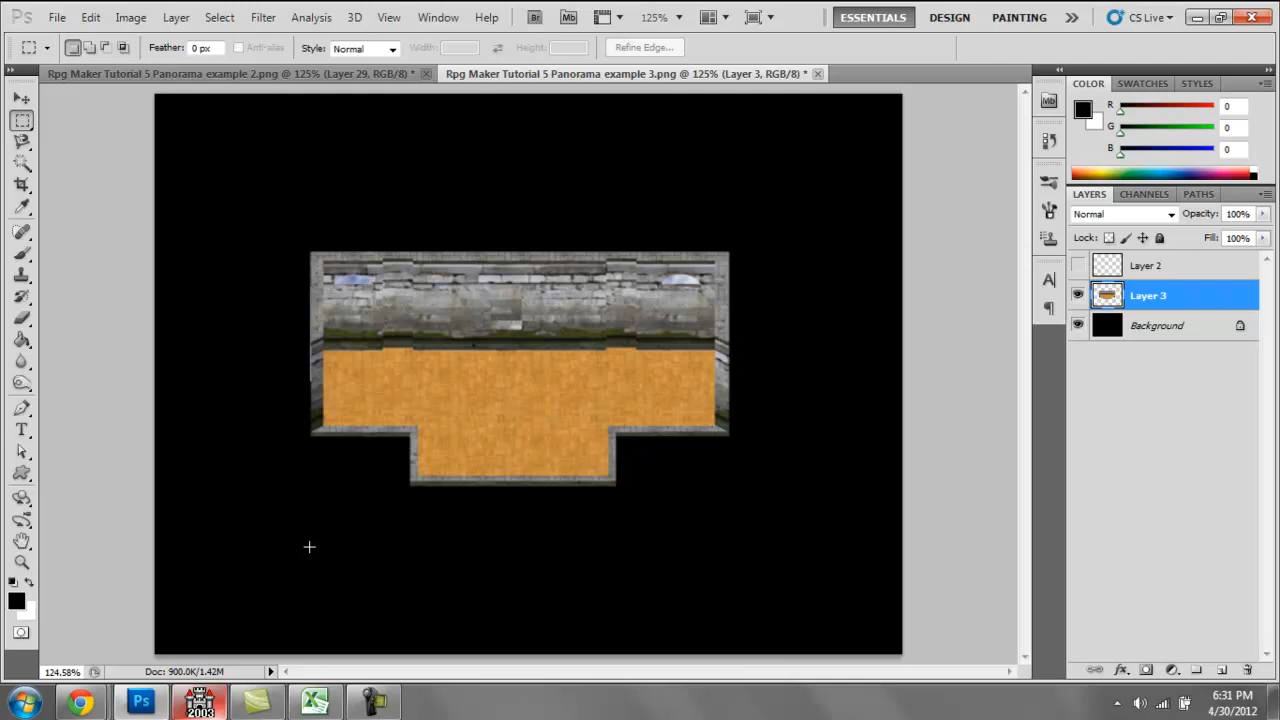 Ps File Edit Image Layer Select Filter Analysis 3D View Window Help Br Mb 125% ESSENTIALS DESIGN PAINTING CS Live
Feather: 0 px Anti-alias Style: Normal Width: Height: Refine Edge...
Rpg Maker Tutorial 5 Panorama example 2.png @ 125% (Layer 29, RGB/8) * Rpg Maker Tutorial 5 Panorama example 3.png @ 125% (Layer 3, RGB/8) *
COLOR SWATCHES STYLES
Mb
R 0
G 0
B 0
LAYERS CHANNELS PATHS
Normal Opacity: 100%
Lock: Fill: 100%
Layer 2
Layer 3
Background
124.58% Doc: 900.0K/1.42M
Ps 2003
6:31 PM
4/30/2012